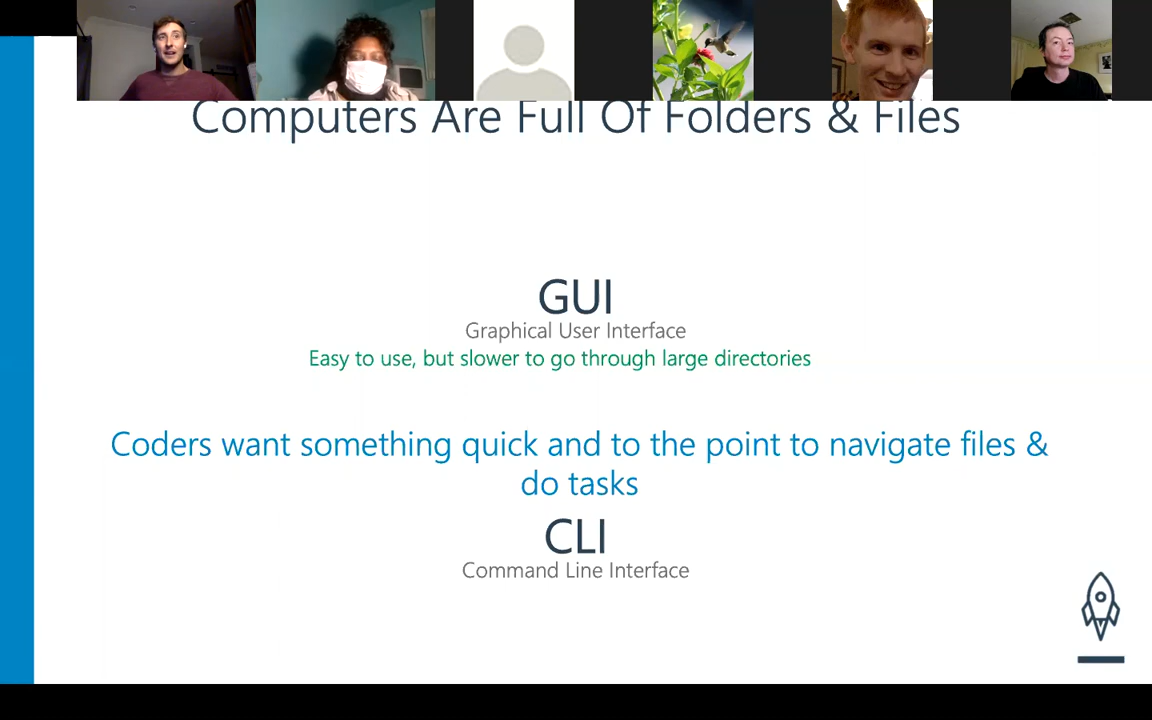 Computers Are Full Of Folders & Files
GUI
Graphical User Interface
Easy to use, but slower to go through large directories
Coders want something quick and to the point to navigate files &
do tasks
CLI
Command Line Interface